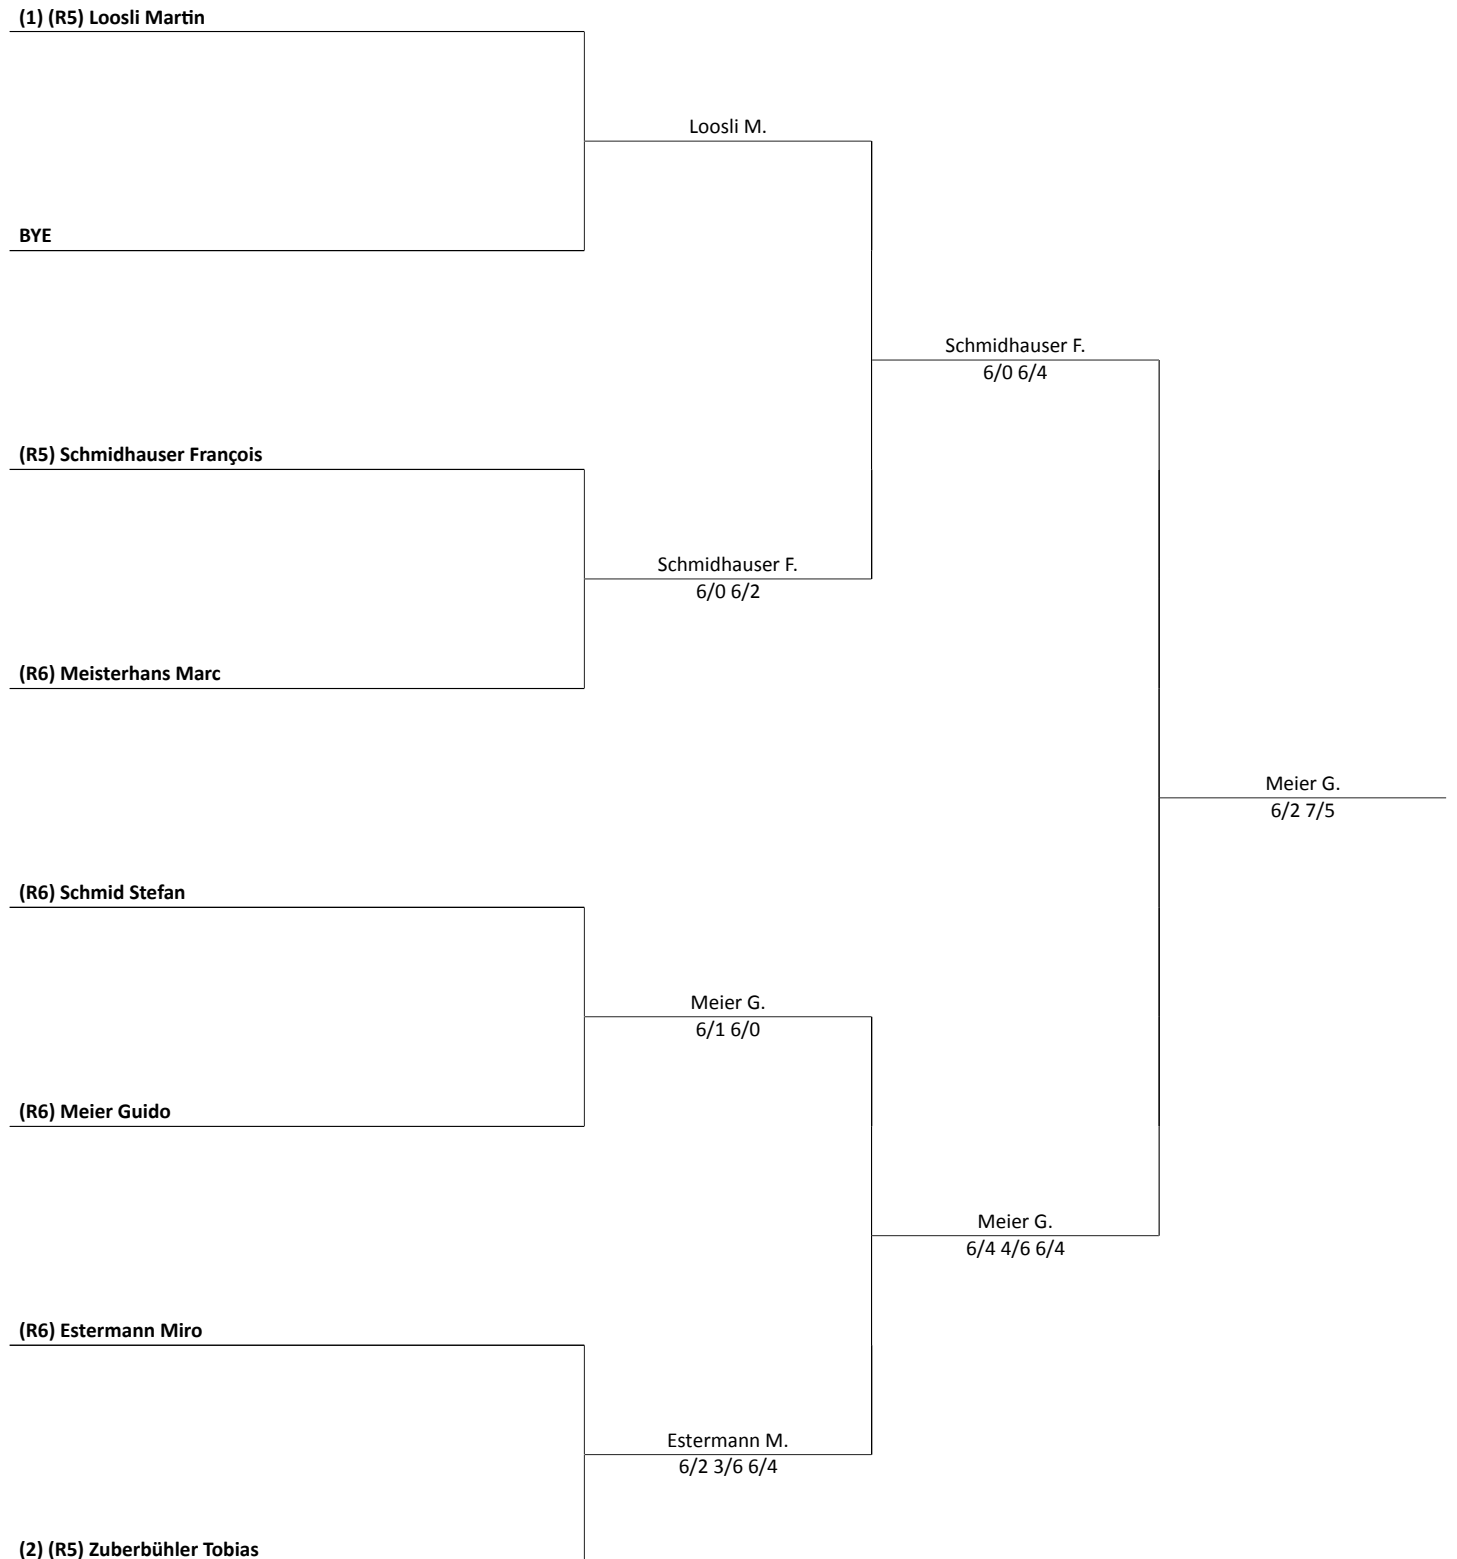 (1) (R5) Loosli Martin
Loosli M.
BYE
Schmidhauser F.
6/0 6/4
(R5) Schmidhauser François
Schmidhauser F.
6/0 6/2
(R6) Meisterhans Marc
Meier G.
6/2 7/5
(R6) Schmid Stefan
Meier G.
6/1 6/0
(R6) Meier Guido
Meier G.
6/4 4/6 6/4
(R6) Estermann Miro
Estermann M.
6/2 3/6 6/4
(2) (R5) Zuberbühler Tobias